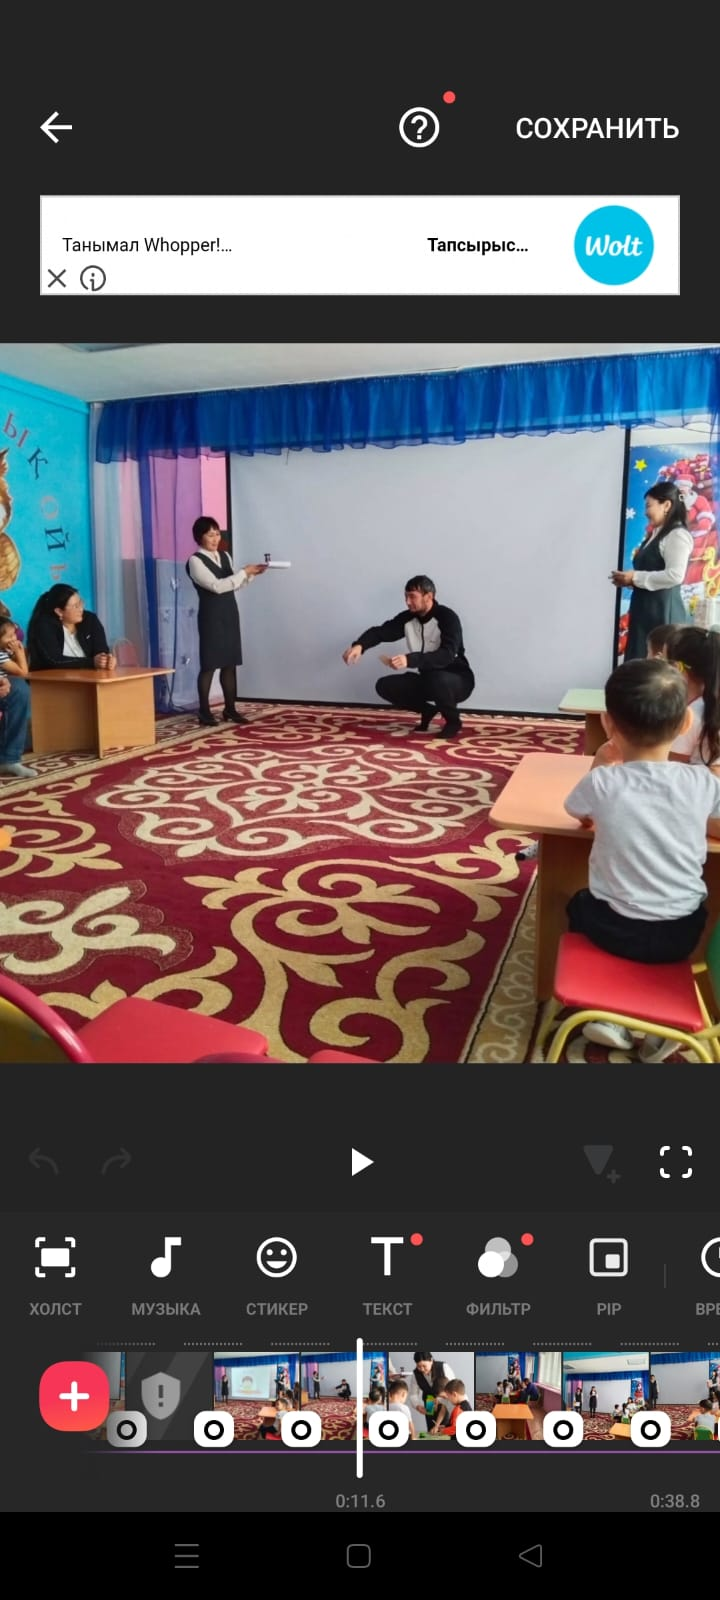 СОХРАНИТЬ
Танымал Whopper!...
Тапсырыс...
Wolt
ХОЛСТ
МУЗЫКА
СТИКЕР
ТЕКСТ
ФИЛЬТР
PIP
ВРЕ
0:11.6
0:38.8